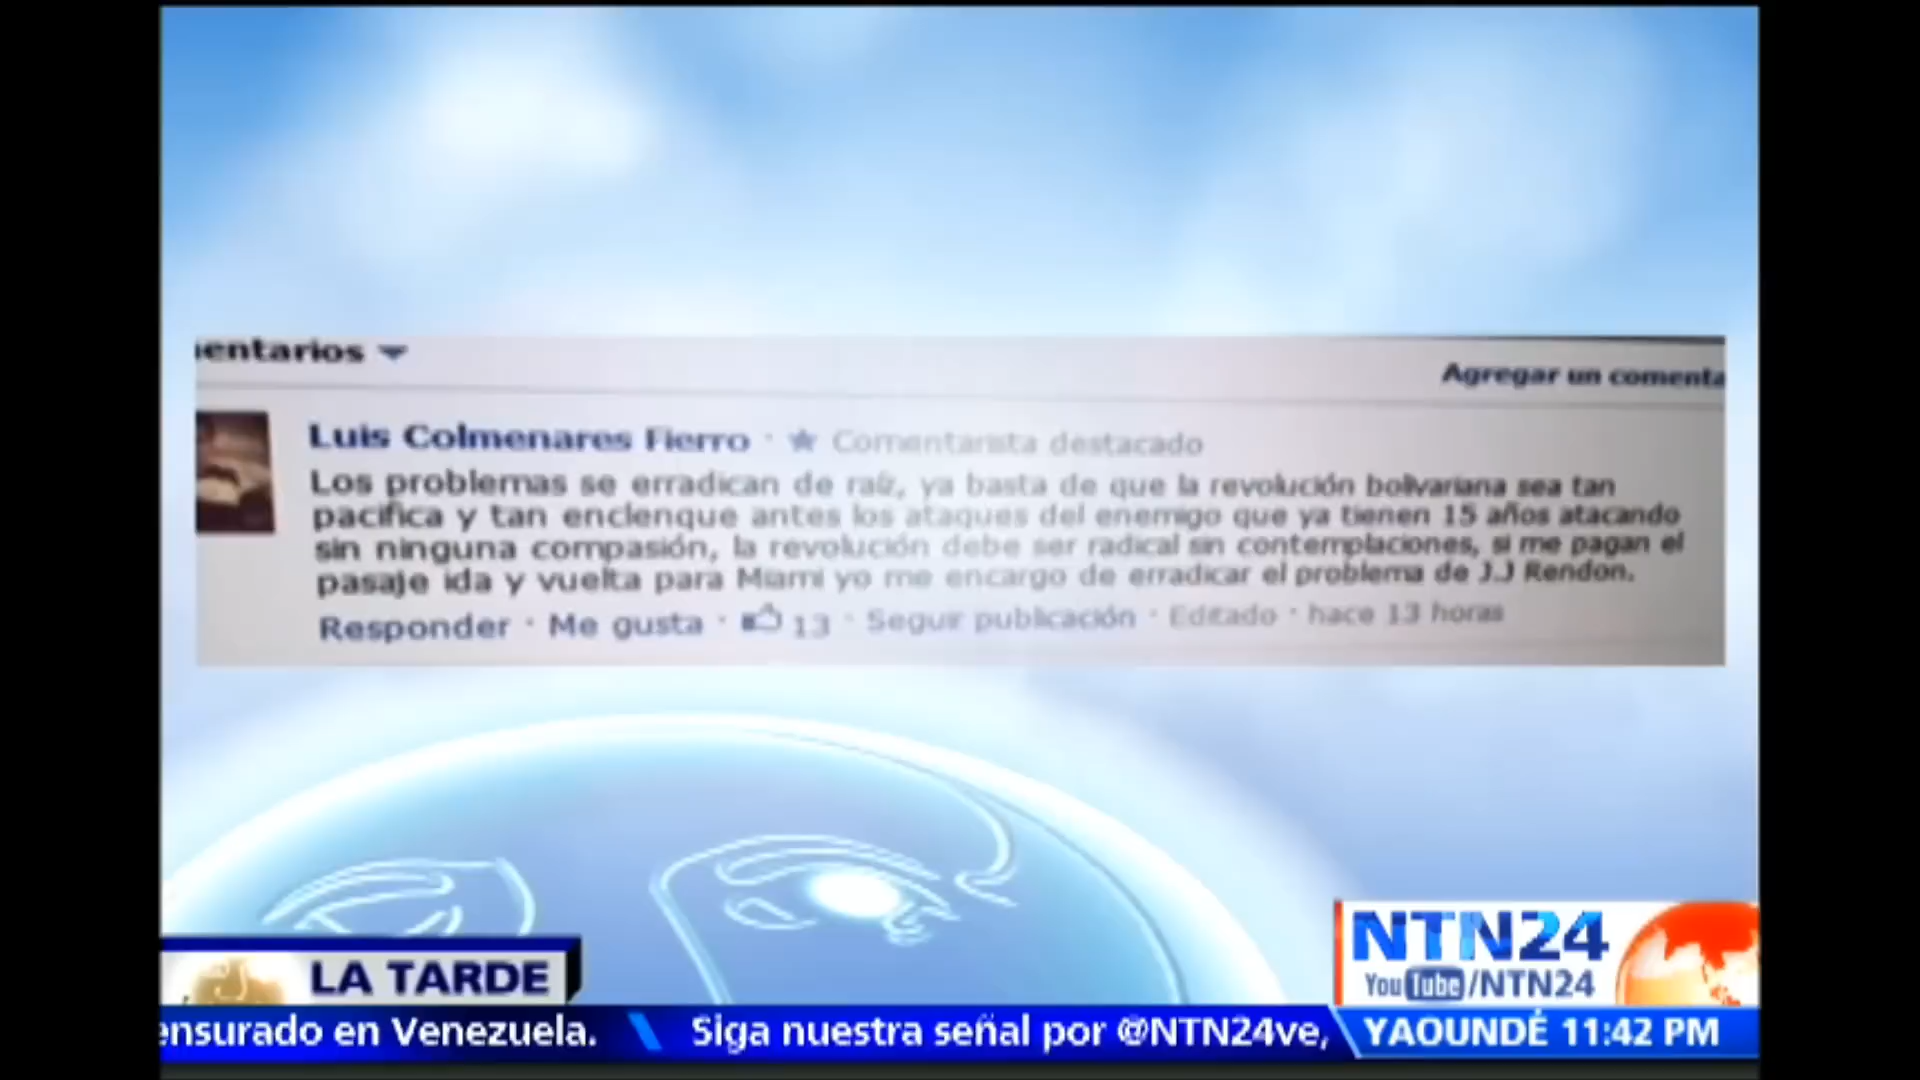 entarios
Agregar un comenta
Luis Colmenares Fierro · ★ Comentarista destacado
Los problemas se erradican de raíz, ya basta de que la revolución bolivariana sea tan
pacifica y tan enclenque antes los ataques del enemigo que ya tienen 15 años atacando
sin ninguna compasión, la revolución debe ser radical sin contemplaciones, si me pagan el
pasaje ida y vuelta para Miami yo me encargo de erradicar el problema de J.J Rendon.
Responder · Me gusta · 13 · Seguir publicación · Editado · hace 13 horas
NTN24
YouTube/NTN24
LA TARDE
ensurado en Venezuela. Siga nuestra señal por @NTN24ve,
YAOUNDÉ 11:42 PM